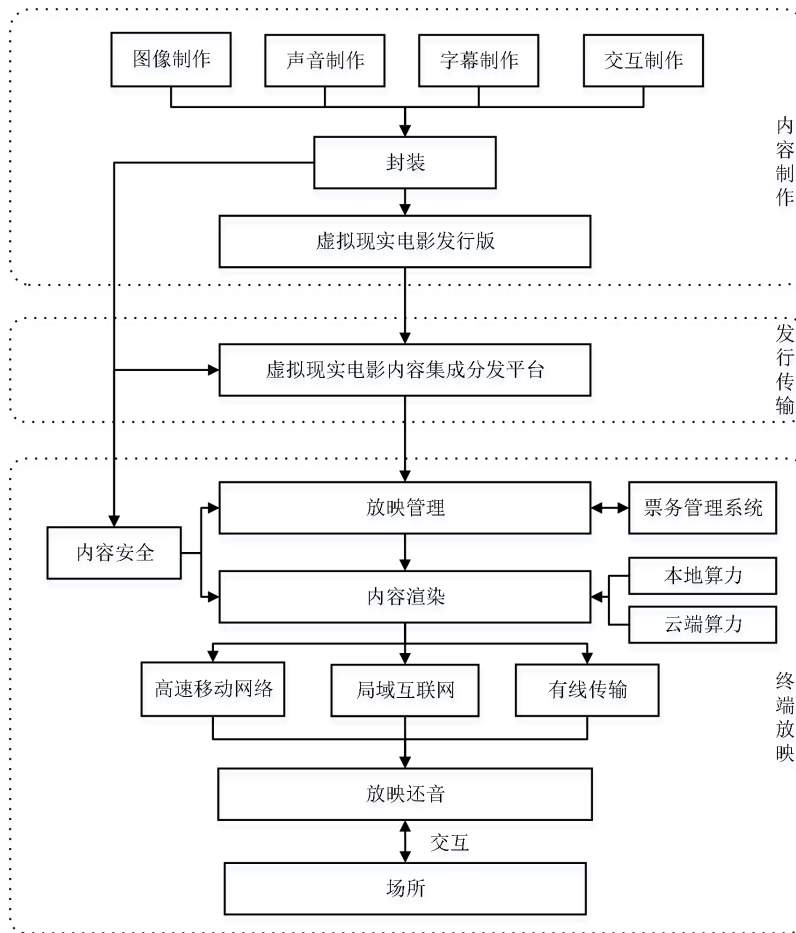 图像制作
声音制作
字幕制作
交互制作
封装
虚拟现实电影发行版
内容制作
虚拟现实电影内容集成分发平台
发行传输
放映管理
票务管理系统
内容安全
内容渲染
本地算力
云端算力
高速移动网络
局域互联网
有线传输
放映还音
交互
场所
终端放映